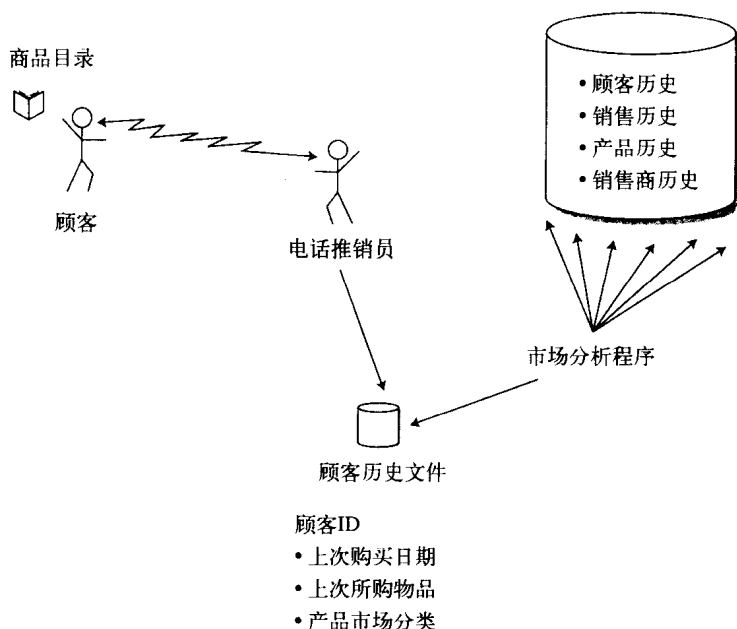 商品目录
顾客
电话推销员
• 顾客历史
• 销售历史
• 产品历史
• 销售商历史
市场分析程序
顾客历史文件
顾客ID
• 上次购买日期
• 上次所购物品
• 产品市场分类